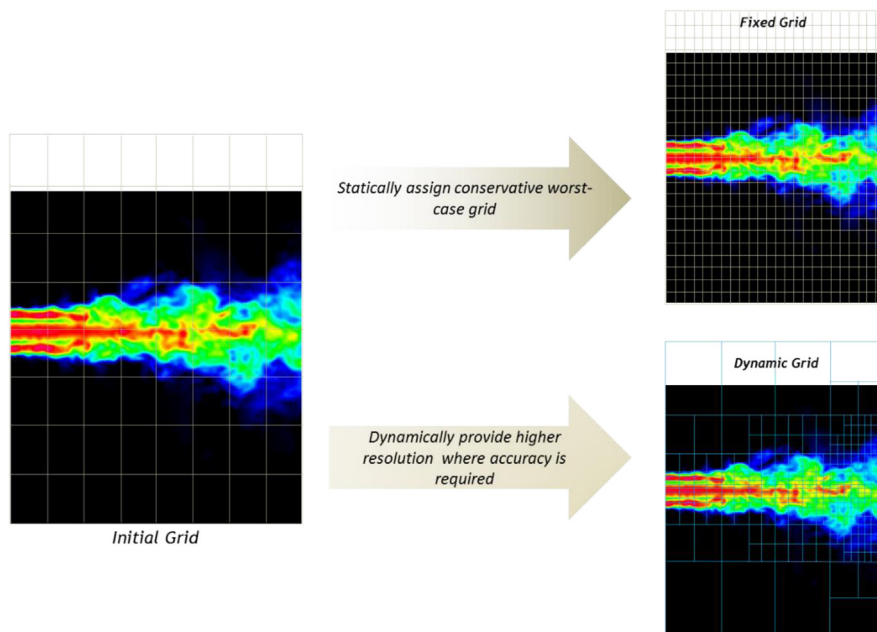 Fixed Grid
Statically assign conservative worst-
case grid
Dynamic Grid
Dynamically provide higher
resolution where accuracy is
required
Initial Grid